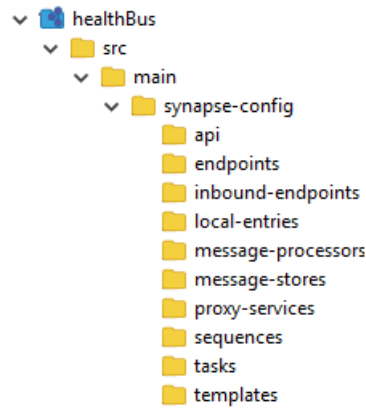 healthBus
src
main
synapse-config
api
endpoints
inbound-endpoints
local-entries
message-processors
message-stores
proxy-services
sequences
tasks
templates